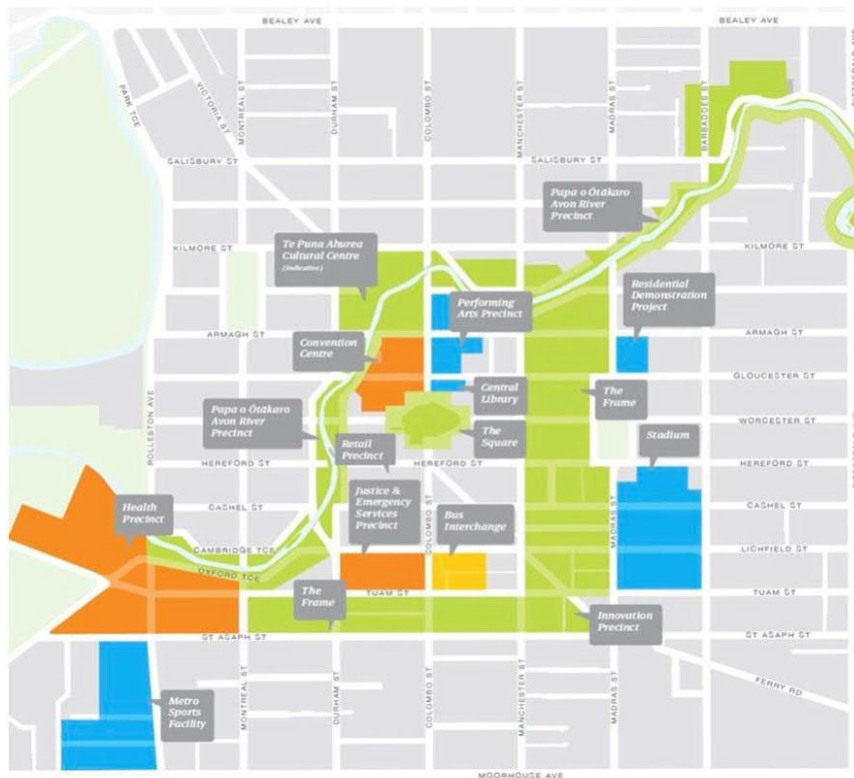 BEALEY AVE
BEALEY AVE
PARK TCE
VICTORIA ST
MONTREAL ST
DURHAM ST
COLOMBO ST
MANCHESTER ST
MADRAS ST
BARBADOES ST
FITZGERALD AVE
SALISBURY ST
SALISBURY ST
Papa o Ōtākaro
Avon River
Precinct
KILMORE ST
KILMORE ST
Te Puna Ahurea
Cultural Centre
(indicative)
Performing
Arts Precinct
Residential
Demonstration
Project
ARMAGH ST
ARMAGH ST
Convention
Centre
GLOUCESTER ST
Central
Library
The
Frame
ROLLESTON AVE
Papa o Ōtākaro
Avon River
Precinct
WORCESTER ST
The
Square
Retail
Precinct
Stadium
HEREFORD ST
HEREFORD ST
HEREFORD ST
Justice &
Emergency
Services
Precinct
Health
Precinct
CASHEL ST
CASHEL ST
Bus
Interchange
COLOMBO ST
MADRAS ST
CAMBRIDGE TCE
LICHFIELD ST
OXFORD TCE
The
Frame
TUAM ST
TUAM ST
Innovation
Precinct
ST ASAPH ST
ST ASAPH ST
Metro
Sports
Facility
MONTREAL ST
DURHAM ST
COLOMBO ST
MANCHESTER ST
MADRAS ST
FERRY RD
MOORHOUSE AVE